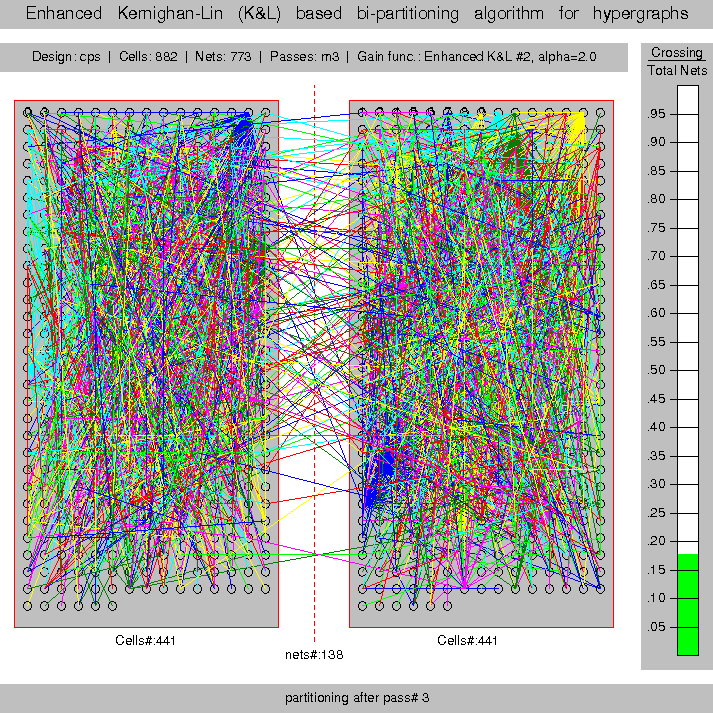 Enhanced Kernighan-Lin (K&L) based bi-partitioning algorithm for hypergraphs
Design: cps | Cells: 882 | Nets: 773 | Passes: m3 | Gain func.: Enhanced K&L #2, alpha=2.0
Crossing
Total Nets
.95
.90
.85
.80
.75
.70
.65
.60
.55
.50
.45
.40
.35
.30
.25
.20
.15
.10
.05
Cells#:441
Cells#:441
nets#:138
partitioning after pass# 3